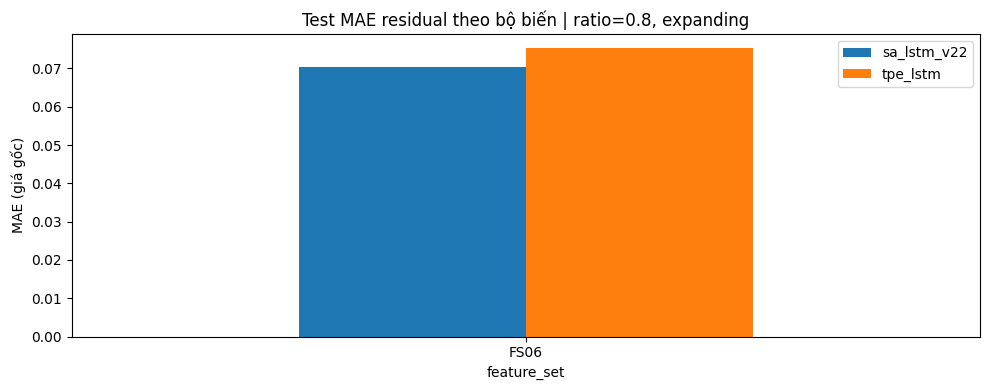 Test MAE residual theo bộ biến | ratio=0.8, expanding
sa_lstm_v22
tpe_lstm
MAE (giá gốc)
0.07
0.06
0.05
0.04
0.03
0.02
0.01
0.00
FS06
feature_set